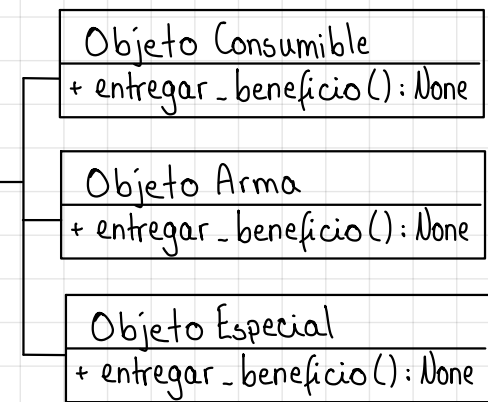 Objeto Consumible
+ entregar_beneficio(): None
Objeto Arma
+ entregar_beneficio(): None
Objeto Especial
+ entregar_beneficio(): None